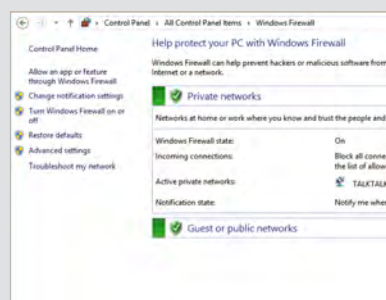 Control Panel › All Control Panel Items › Windows Firewall
Control Panel Home
Allow an app or feature
through Windows Firewall
Change notification settings
Turn Windows Firewall on or
off
Restore defaults
Advanced settings
Troubleshoot my network
Help protect your PC with Windows Firewall
Windows Firewall can help prevent hackers or malicious software from
Internet or a network.
Private networks
Networks at home or work where you know and trust the people and
Windows Firewall state: On
Incoming connections: Block all conne
the list of allow
Active private networks: TALKTALK
Notification state: Notify me when
Guest or public networks